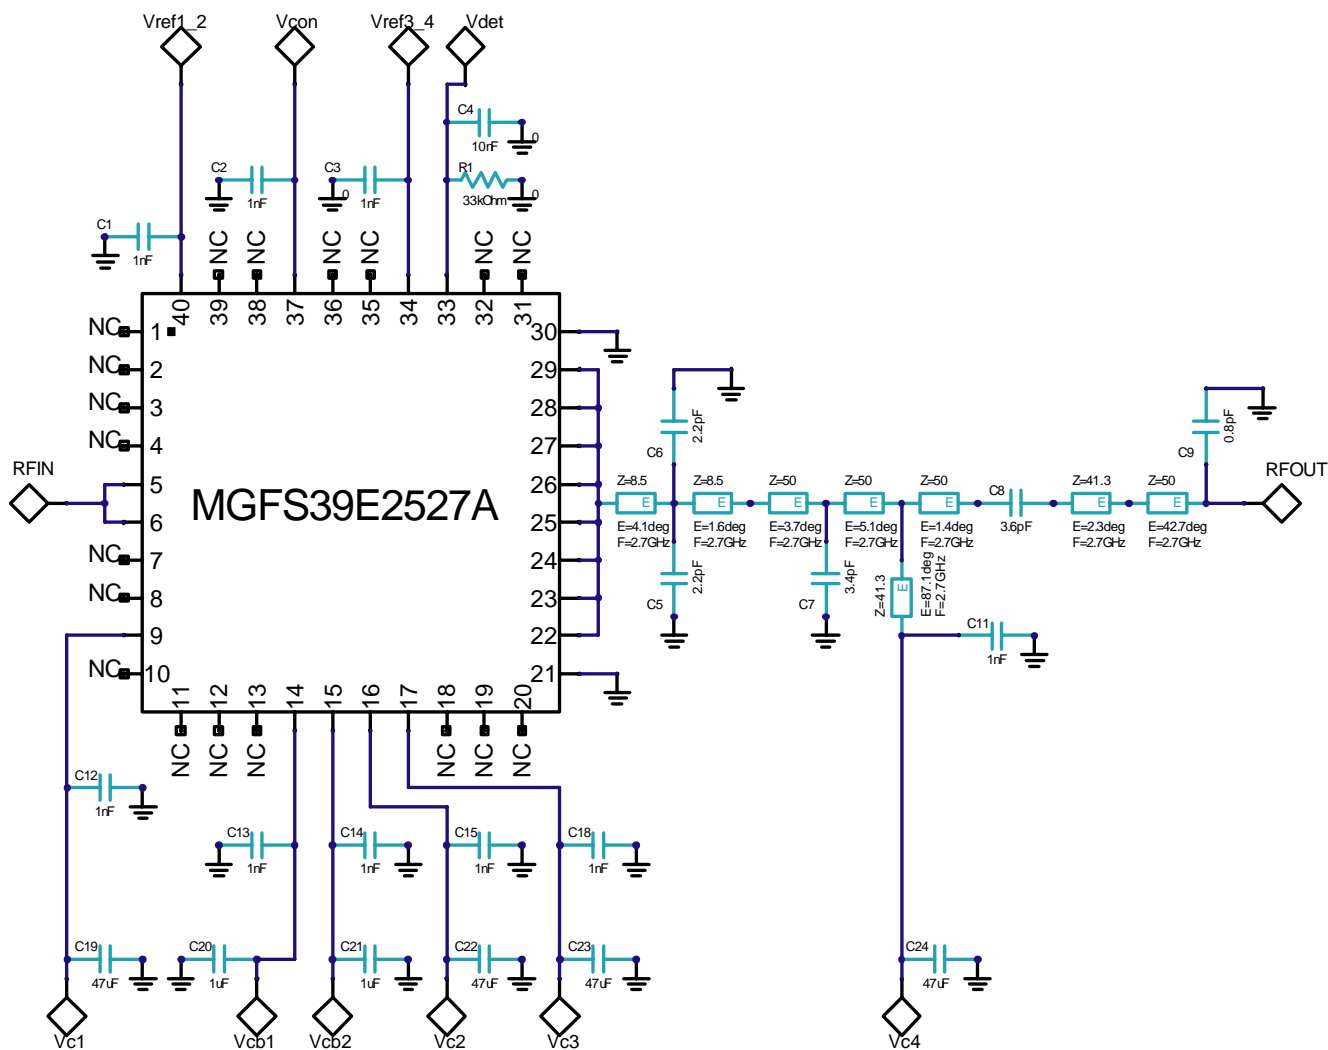 Vref1_2 Vcon Vref3_4 Vdet
C4
10nF 0
C2 C3 R1
1nF 0 1nF 33kOhm 0
C1
1nF
NC NC NC NC NC NC
40 39 38 37 36 35 34 33 32 31
NC 1 30
NC 2 29
NC 3 28
NC 4 27
RFIN 5 26
6 25
NC 7 24
NC 8 23
9 22
NC 10 21
MGFS39E2527A
11 12 13 14 15 16 17 18 19 20
NC NC NC NC NC NC
C6 2.2pF
C9 0.8pF
RFOUT
Z=8.5 Z=8.5 Z=50 Z=50 Z=50 C8 Z=41.3 Z=50
E E E E E E E
E=4.1deg E=1.6deg E=3.7deg E=5.1deg E=1.4deg 3.6pF E=2.3deg E=42.7deg
F=2.7GHz F=2.7GHz F=2.7GHz F=2.7GHz F=2.7GHz F=2.7GHz F=2.7GHz
C5 2.2pF
C7 3.4pF
Z=41.3
E
E=87.1deg
F=2.7GHz
C11
1nF
C12
1nF
C13 C14 C15 C18
1nF 1nF 1nF 1nF
C19 C20 C21 C22 C23 C24
47uF 1uF 1uF 47uF 47uF 47uF
Vc1 Vcb1 Vcb2 Vc2 Vc3 Vc4